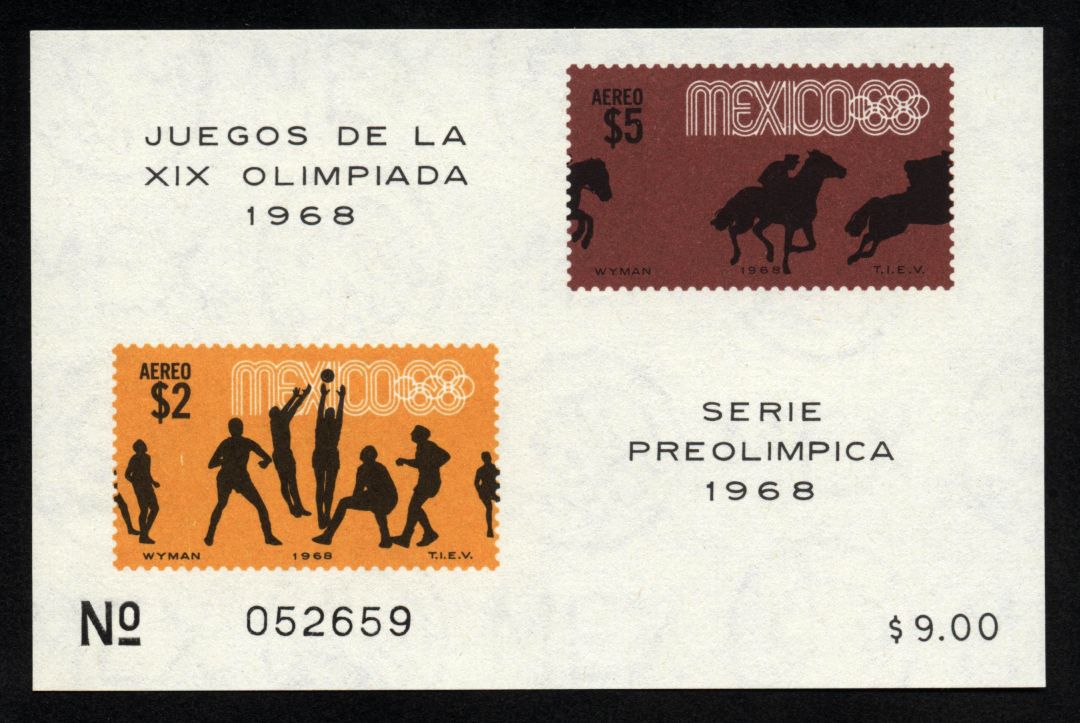 JUEGOS DE LA
XIX OLIMPIADA
1968
AEREO
$5
MEXICO68
WYMAN 1968 T.I.E.V.
AEREO
$2
MEXICO68
WYMAN 1968 T.I.E.V.
SERIE
PREOLIMPICA
1968
Nº 052659
$9.00